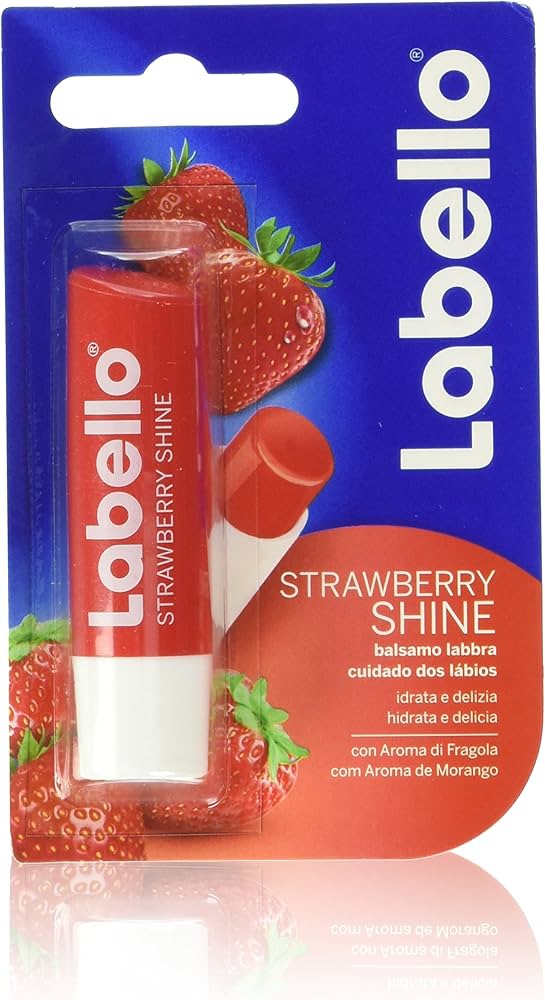 Labello®
Labello®
STRAWBERRY SHINE
STRAWBERRY
SHINE
balsamo labbra
cuidado dos lábios
idrata e delizia
hidrata e delicia
con Aroma di Fragola
com Aroma de Morango